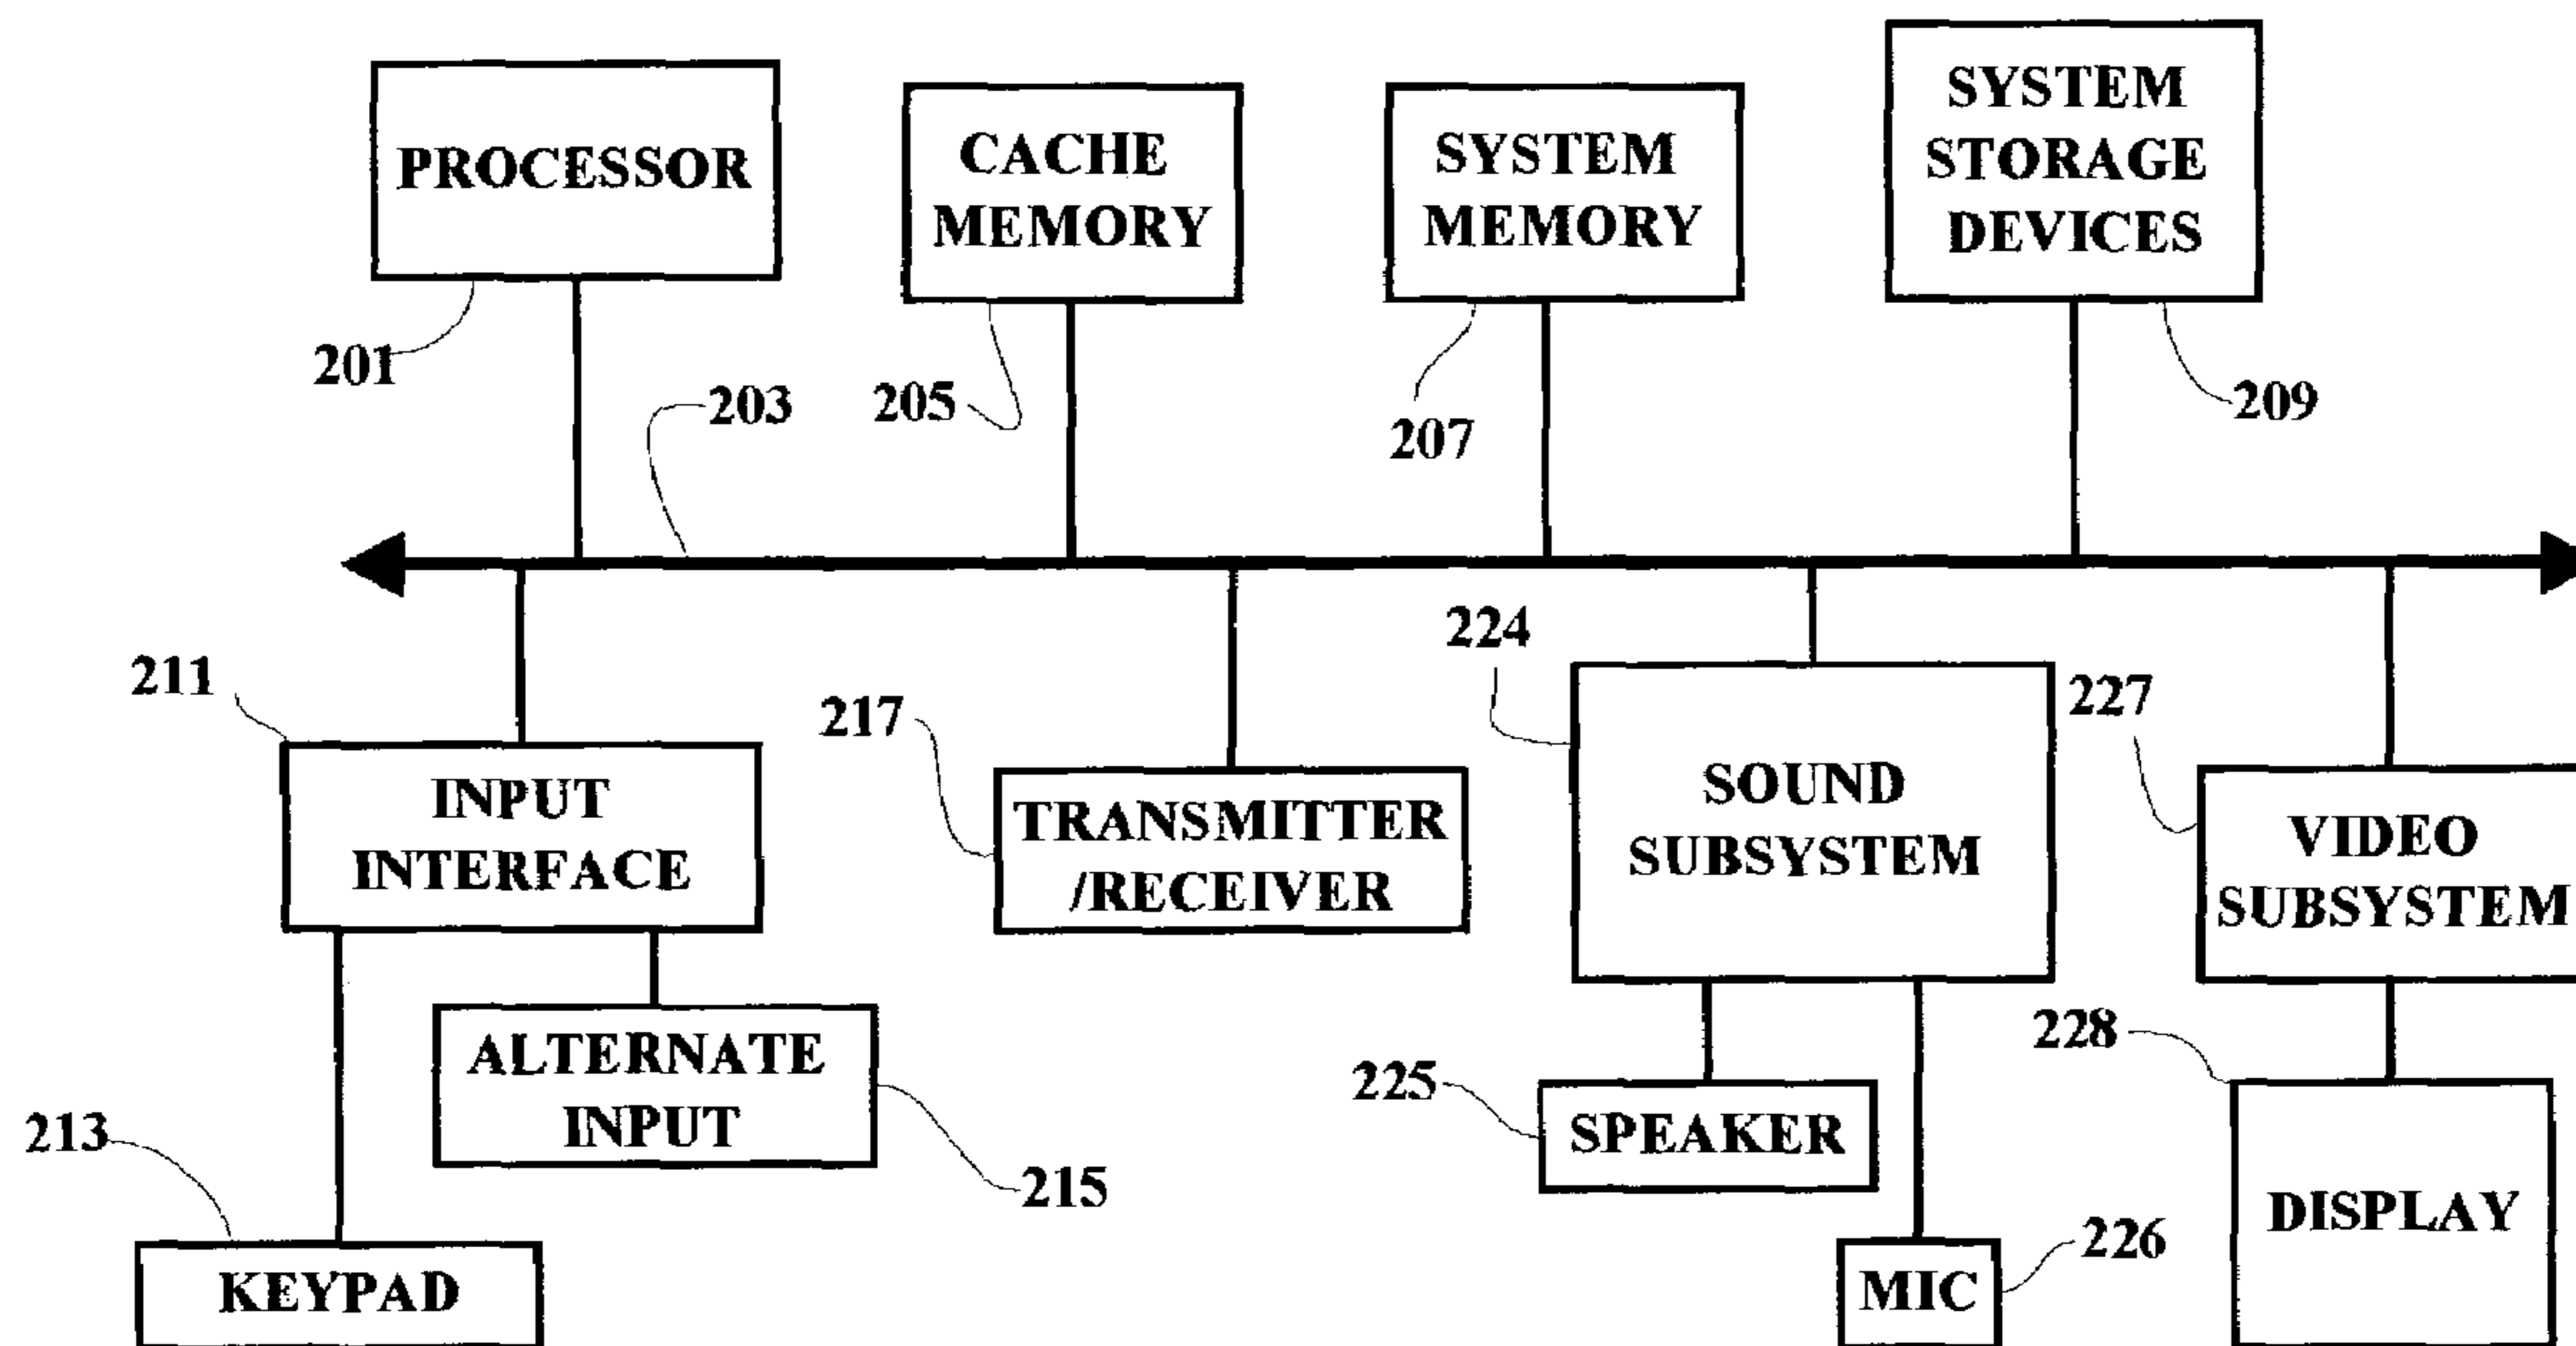 PROCESSOR
201
CACHE
MEMORY
205
SYSTEM
MEMORY
207
SYSTEM
STORAGE
DEVICES
209
203
211
INPUT
INTERFACE
217
TRANSMITTER
/RECEIVER
224
SOUND
SUBSYSTEM
227
VIDEO
SUBSYSTEM
213
KEYPAD
ALTERNATE
INPUT
215
225
SPEAKER
MIC
226
228
DISPLAY